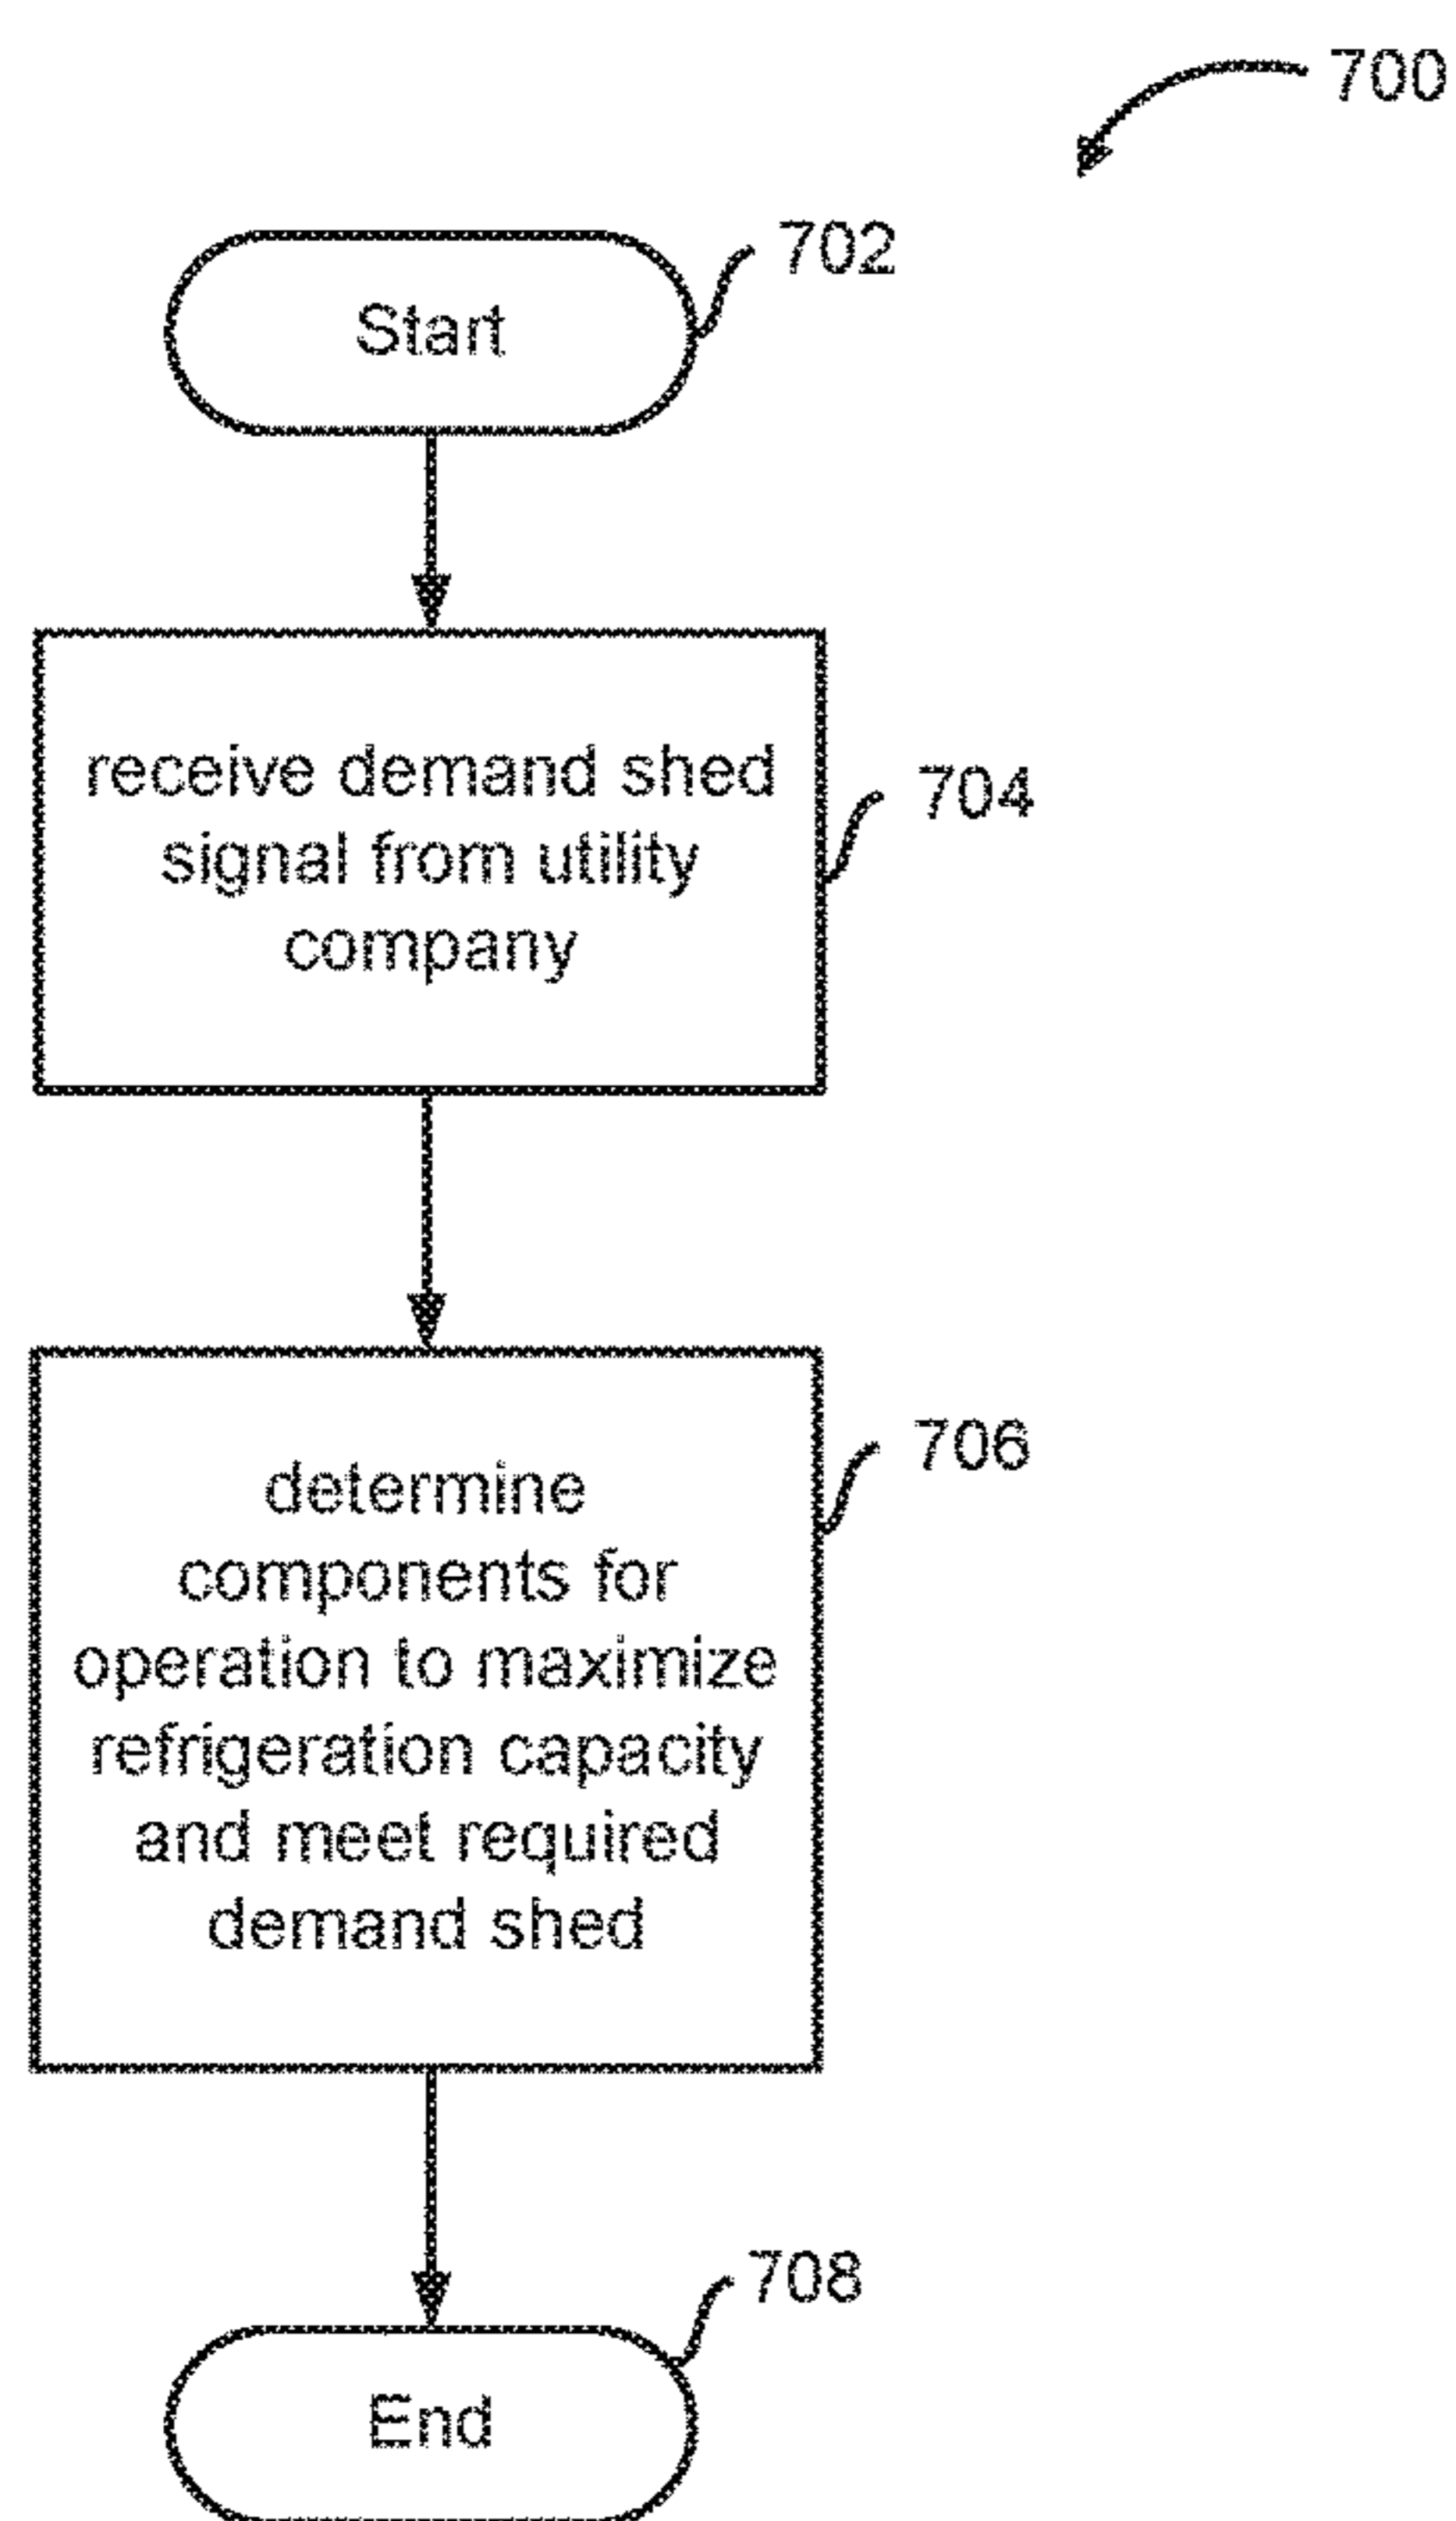 700
702
Start
receive demand shed
signal from utility
company
704
determine
components for
operation to maximize
refrigeration capacity
and meet required
demand shed
706
708
End